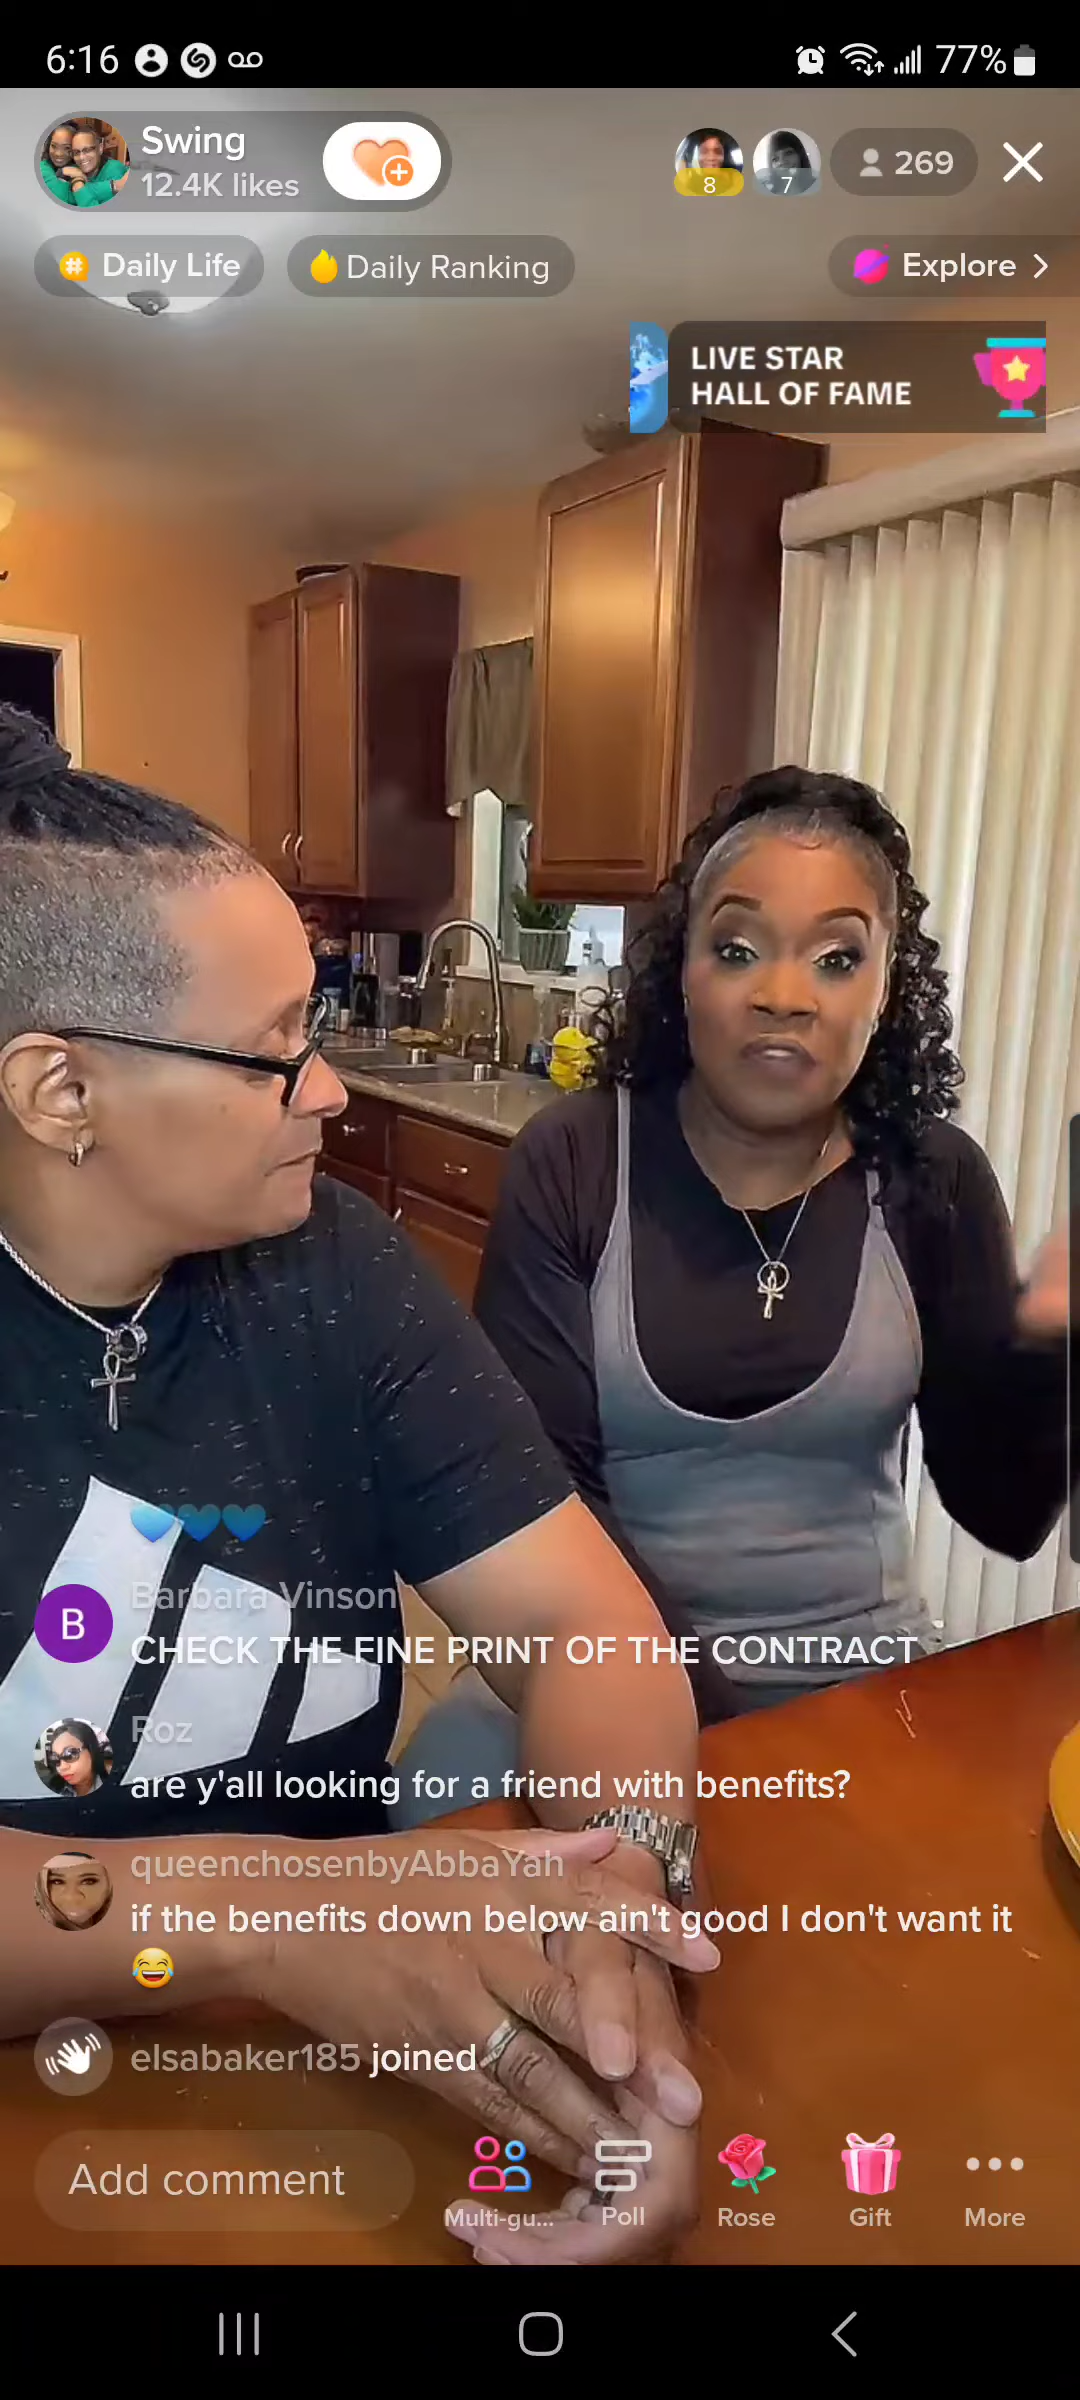 6:16 77%
Swing
12.4K likes
8 7 269
Daily Life Daily Ranking Explore
LIVE STAR
HALL OF FAME
💙💙💙
Barbara Vinson
B
CHECK THE FINE PRINT OF THE CONTRACT
Roz
are y'all looking for a friend with benefits?
queenchosenbyAbbaYah
if the benefits down below ain't good I don't want it
😂
elsabaker185 joined
Add comment
Multi-gu... Poll Rose Gift More